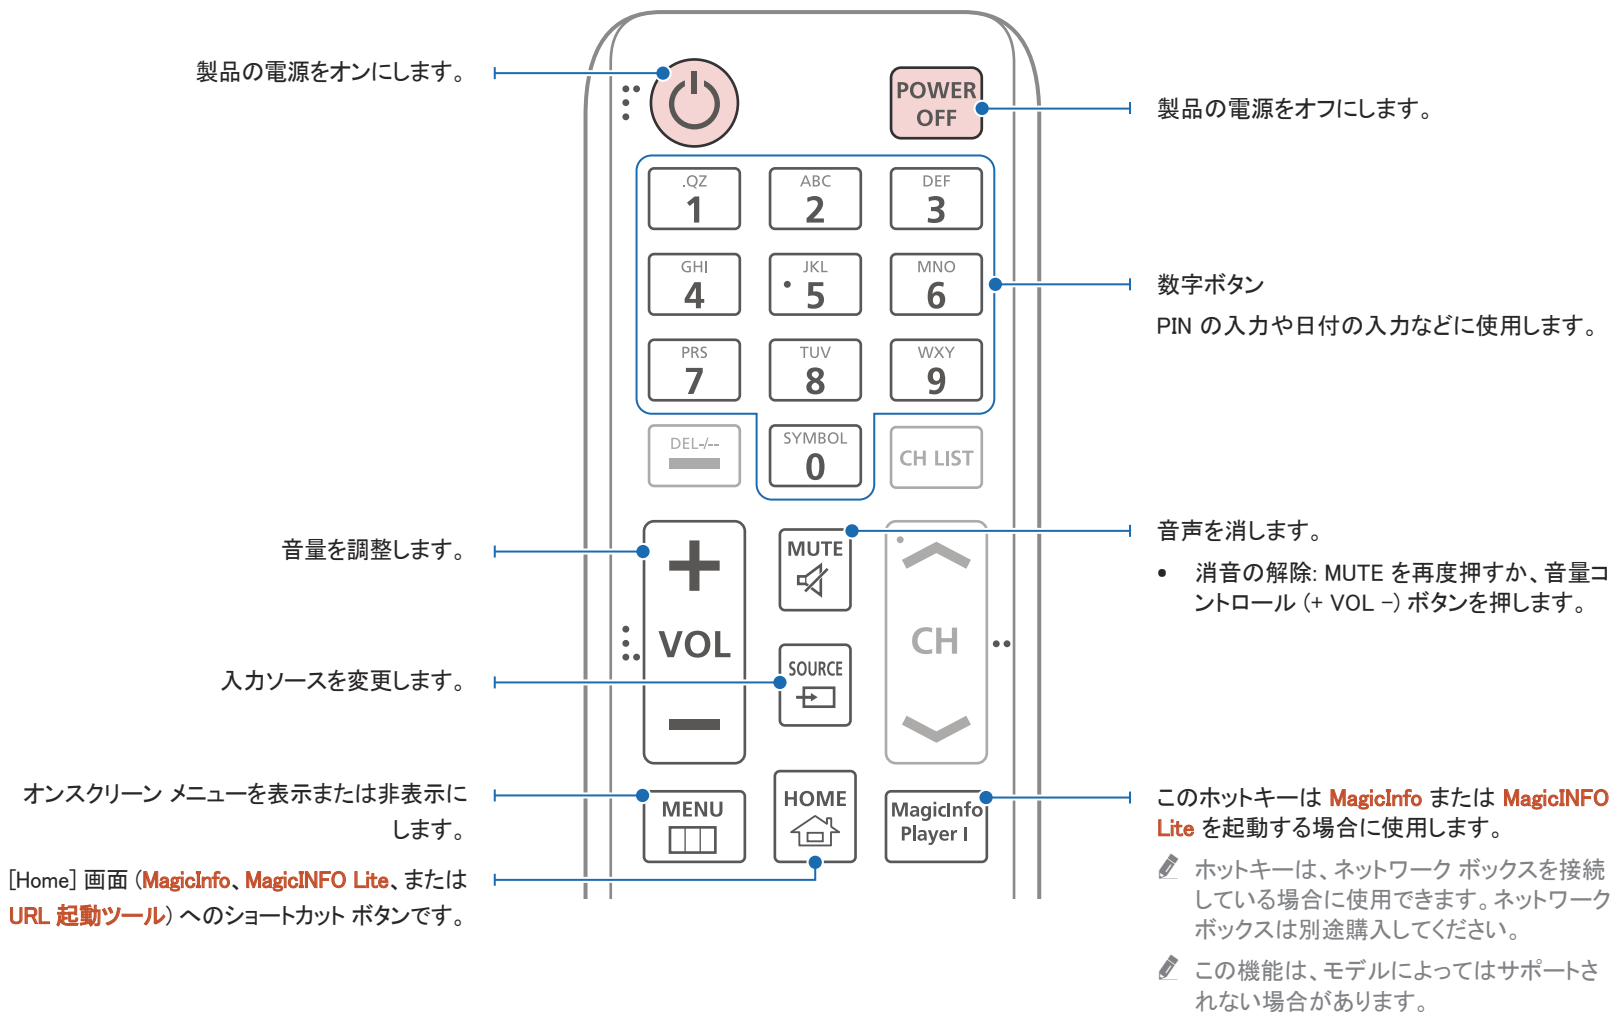 製品の電源をオンにします。
POWER
OFF
製品の電源をオフにします。
.QZ
1
ABC
2
DEF
3
GHI
4
JKL
5
MNO
6
数字ボタン
PIN の入力や日付の入力などに使用します。
PRS
7
TUV
8
WXY
9
DEL-/--
SYMBOL
0
CH LIST
音量を調整します。
MUTE
音声を消します。
• 消音の解除: MUTE を再度押すか、音量コ
ントロール (+ VOL -) ボタンを押します。
VOL
CH
入力ソースを変更します。
SOURCE
オンスクリーン メニューを表示または非表示に
します。
MENU
HOME
MagicInfo
Player I
このホットキーは MagicInfo または MagicINFO
Lite を起動する場合に使用します。
ホットキーは、ネットワーク ボックスを接続
している場合に使用できます。ネットワーク
ボックスは別途購入してください。
この機能は、モデルによってはサポートさ
れない場合があります。
[Home] 画面 (MagicInfo、MagicINFO Lite、または
URL 起動ツール) へのショートカット ボタンです。